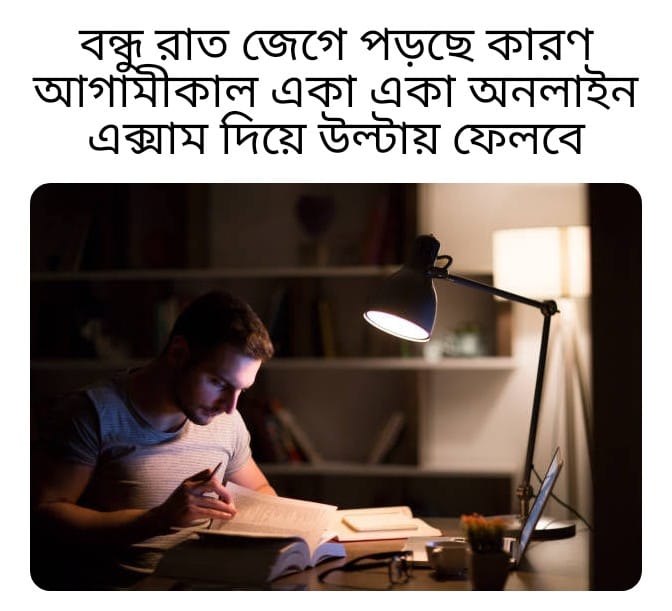 বন্ধু রাত জেগে পড়ছে কারণ
আগামীকাল একা একা অনলাইন
এক্সাম দিয়ে উল্টায় ফেলবে